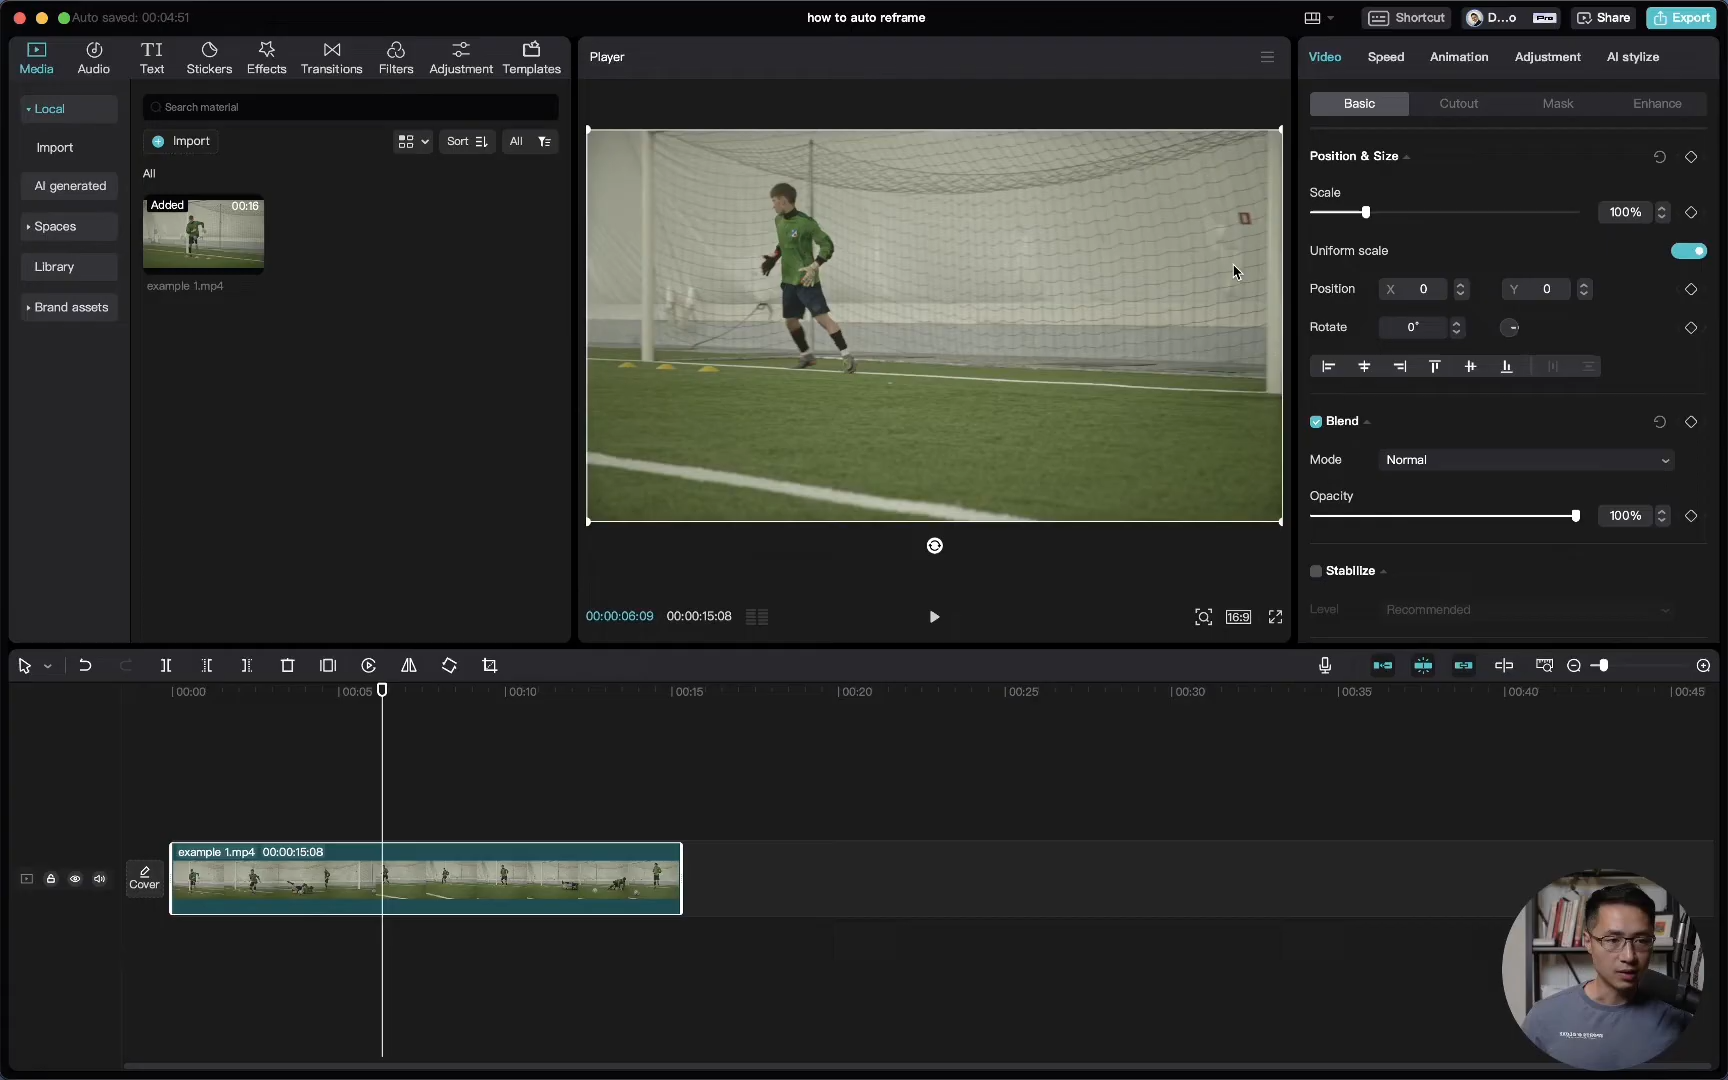 Auto saved: 00:04:51
how to auto reframe
Shortcut
D...o
Pro
Share
Export
Media
Audio
TI
Text
Stickers
Effects
Transitions
Filters
Adjustment
Templates
Local
Import
AI generated
Spaces
Library
Brand assets
Search material
Import
Sort
All
All
Added
00:16
example 1.mp4
Player
00:00:06:09
00:00:15:08
16:9
Video
Speed
Animation
Adjustment
AI stylize
Basic
Cutout
Mask
Enhance
Position & Size
Scale
100%
Uniform scale
Position
X 0
Y 0
Rotate
0°
Blend
Mode
Normal
Opacity
100%
Stabilize
Level
Recommended
00:00
00:05
00:10
00:15
00:20
00:25
00:30
00:35
00:40
00:45
Cover
example 1.mp4 00:00:15:08